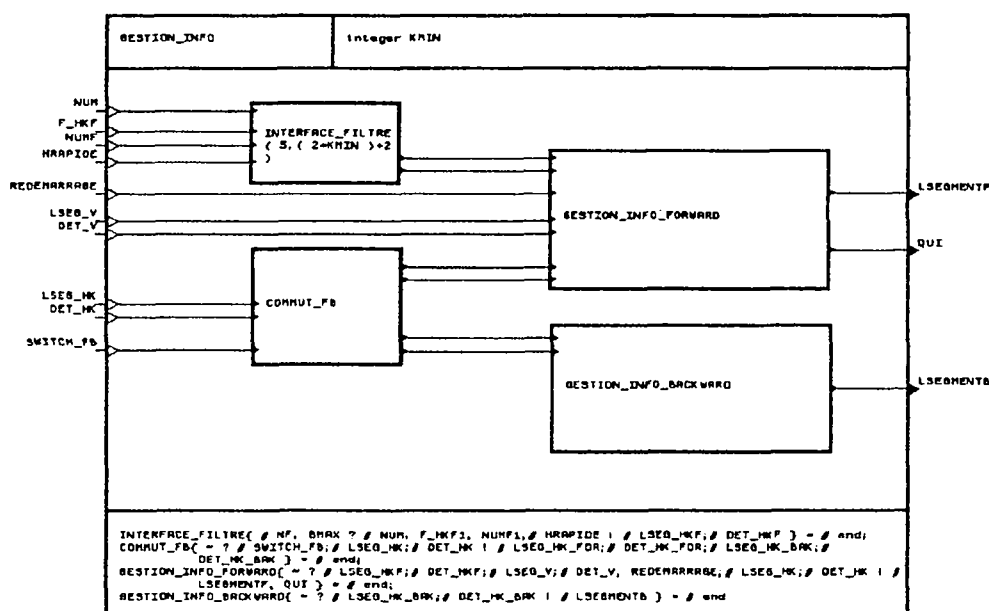 GESTION_INFO
integer KMIN
NUM
F_HKF
NUMF
HRAPIDE
INTERFACE_FILTRE
( 5,( 2*KMIN )+2
)
REDEMARRAGE
LSEG_V
DET_V
GESTION_INFO_FORWARD
LSEGMENTF
QUI
LSEG_HK
DET_HK
SWITCH_FB
COMMUT_FB
GESTION_INFO_BACKWARD
LSEGMENTB
INTERFACE_FILTRE{ # NF, BMAX ? # NUM, F_HKF1, NUMF1,# HRAPIDE ! # LSEG_HKF;# DET_HKF } = # end;
COMMUT_FB{ ~ ? # SWITCH_FB;# LSEG_HK;# DET_HK ! # LSEG_HK_FOR;# DET_HK_FOR;# LSEG_HK_BAK;#
DET_HK_BAK } = # end;
GESTION_INFO_FORWARD{ ~ ? # LSEG_HKF;# DET_HKF;# LSEG_V;# DET_V, REDEMARRAGE;# LSEG_HK;# DET_HK ! #
LSEGMENTF, QUI } = # end;
GESTION_INFO_BACKWARD{ ~ ? # LSEG_HK_BAK;# DET_HK_BAK ! # LSEGMENTB } = # end